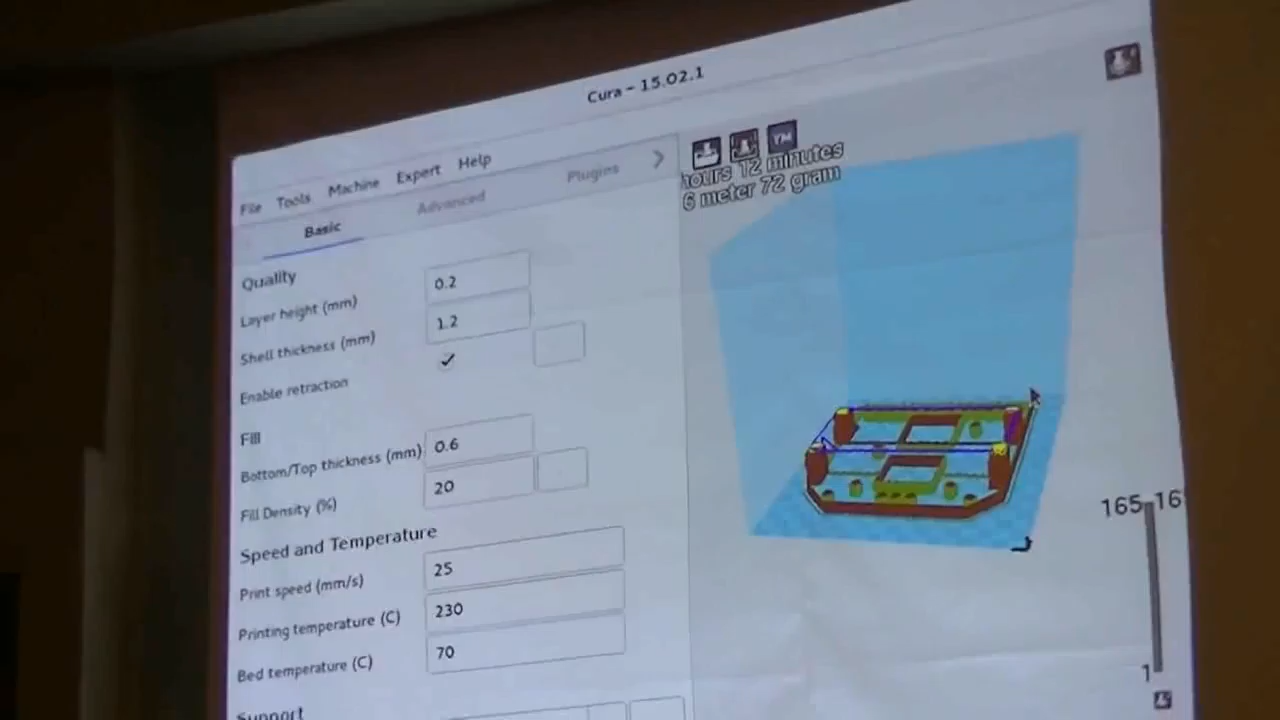 Cura - 15.02.1
File Tools Machine Expert Help
Basic Advanced Plugins
YM
hours 12 minutes
6 meter 72 gram
Quality
Layer height (mm) 0.2
Shell thickness (mm) 1.2
Enable retraction
Fill
Bottom/Top thickness (mm) 0.6
Fill Density (%) 20
Speed and Temperature
Print speed (mm/s) 25
Printing temperature (C) 230
Bed temperature (C) 70
Support
165 16
1